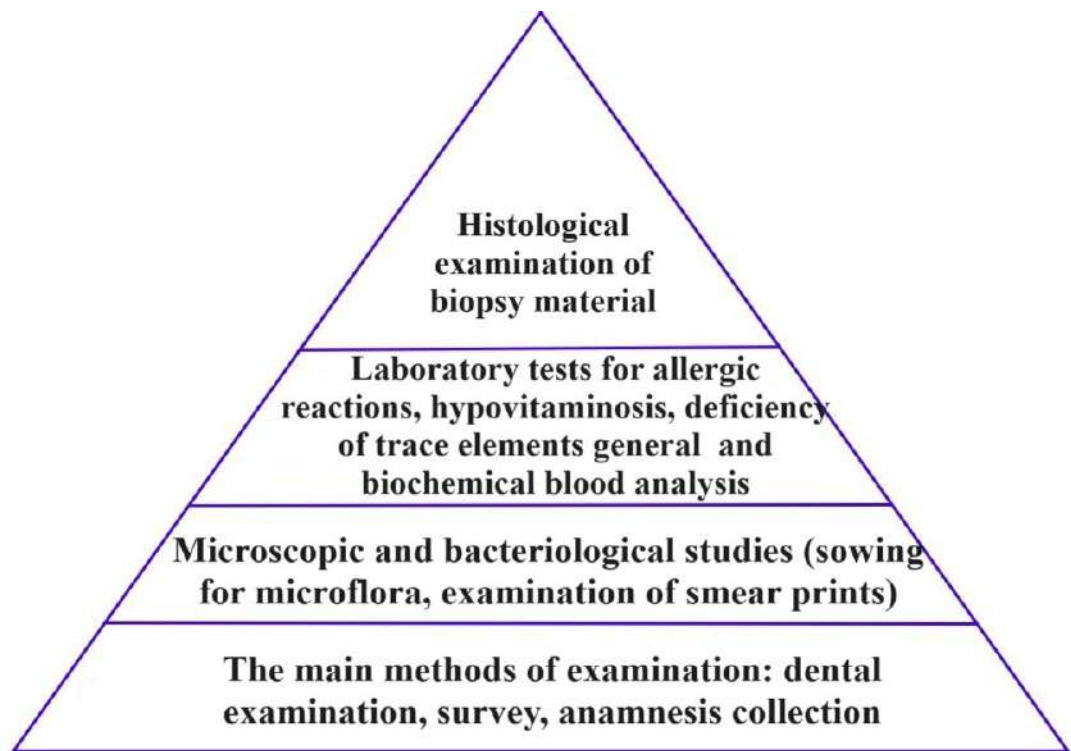 Histological
examination of
biopsy material
Laboratory tests for allergic
reactions, hypovitaminosis, deficiency
of trace elements general and
biochemical blood analysis
Microscopic and bacteriological studies (sowing
for microflora, examination of smear prints)
The main methods of examination: dental
examination, survey, anamnesis collection